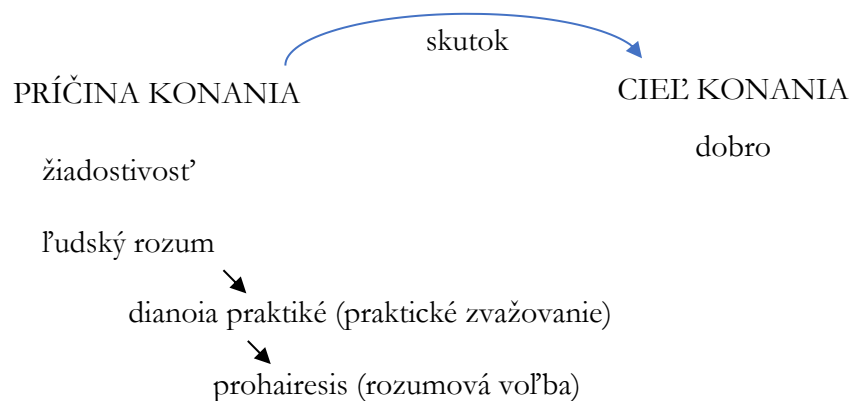 skutok
PRÍČINA KONANIA
CIEĽ KONANIA
dobro
žiadostivosť
ľudský rozum
dianoia praktiké (praktické zvažovanie)
prohairesis (rozumová voľba)